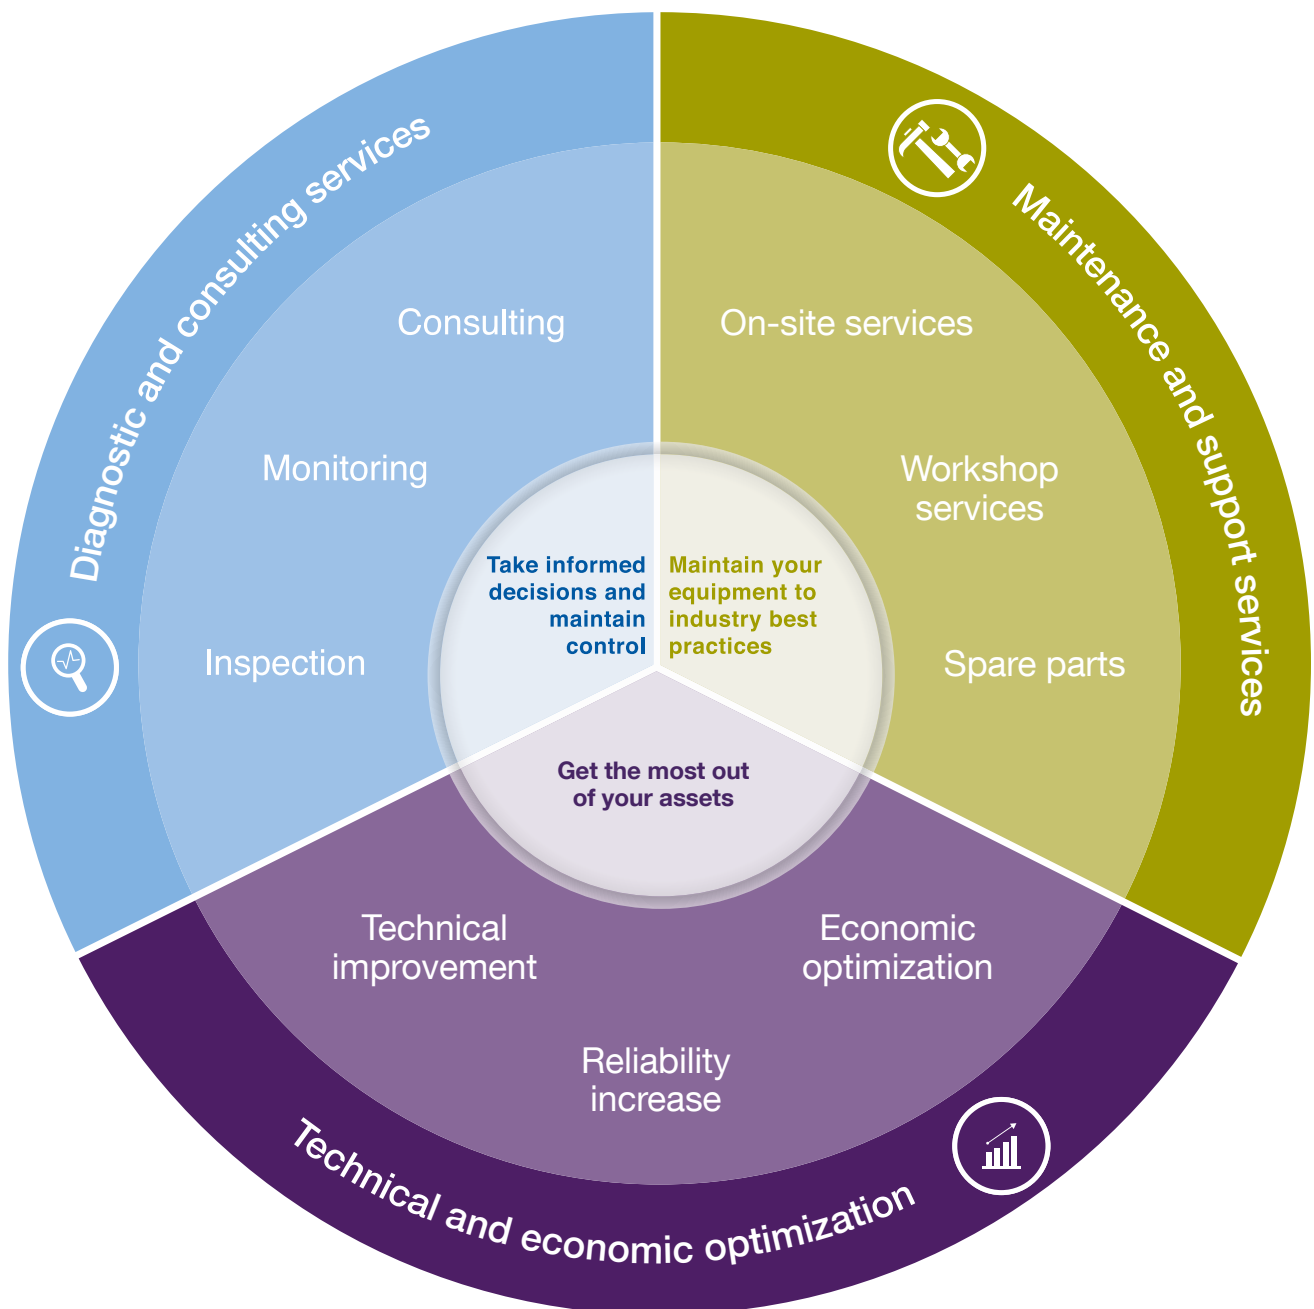 Diagnostic and consulting services
Consulting
Monitoring
Inspection
Take informed
decisions and
maintain
control
Maintenance and support services
On-site services
Workshop
services
Spare parts
Maintain your
equipment to
industry best
practices
Get the most out
of your assets
Technical
improvement
Economic
optimization
Reliability
increase
Technical and economic optimization